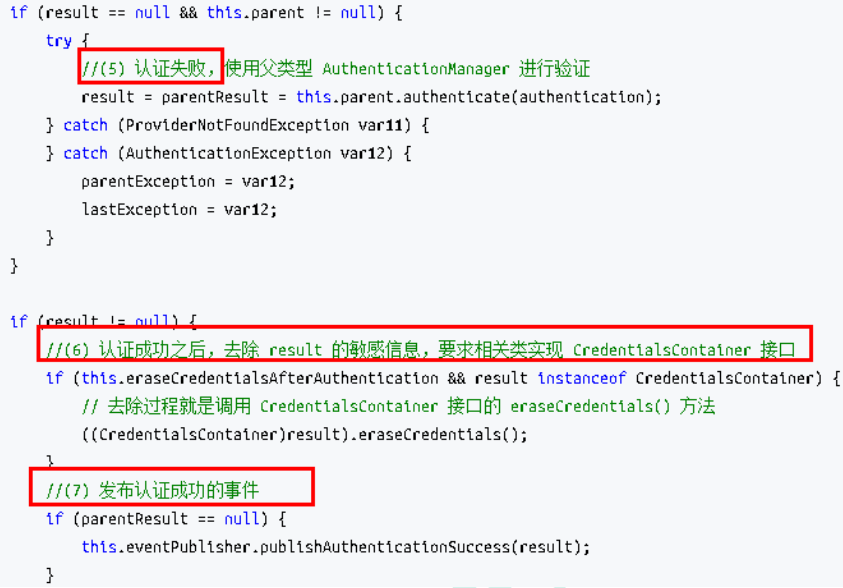 if (result == null && this.parent != null) {
try {
//(5) 认证失败，使用父类型 AuthenticationManager 进行验证
result = parentResult = this.parent.authenticate(authentication);
} catch (ProviderNotFoundException var11) {
} catch (AuthenticationException var12) {
parentException = var12;
lastException = var12;
}
}
if (result != null) {
//(6) 认证成功之后，去除 result 的敏感信息，要求相关类实现 CredentialsContainer 接口
if (this.eraseCredentialsAfterAuthentication && result instanceof CredentialsContainer) {
// 去除过程就是调用 CredentialsContainer 接口的 eraseCredentials() 方法
((CredentialsContainer)result).eraseCredentials();
}
//(7) 发布认证成功的事件
if (parentResult == null) {
this.eventPublisher.publishAuthenticationSuccess(result);
}